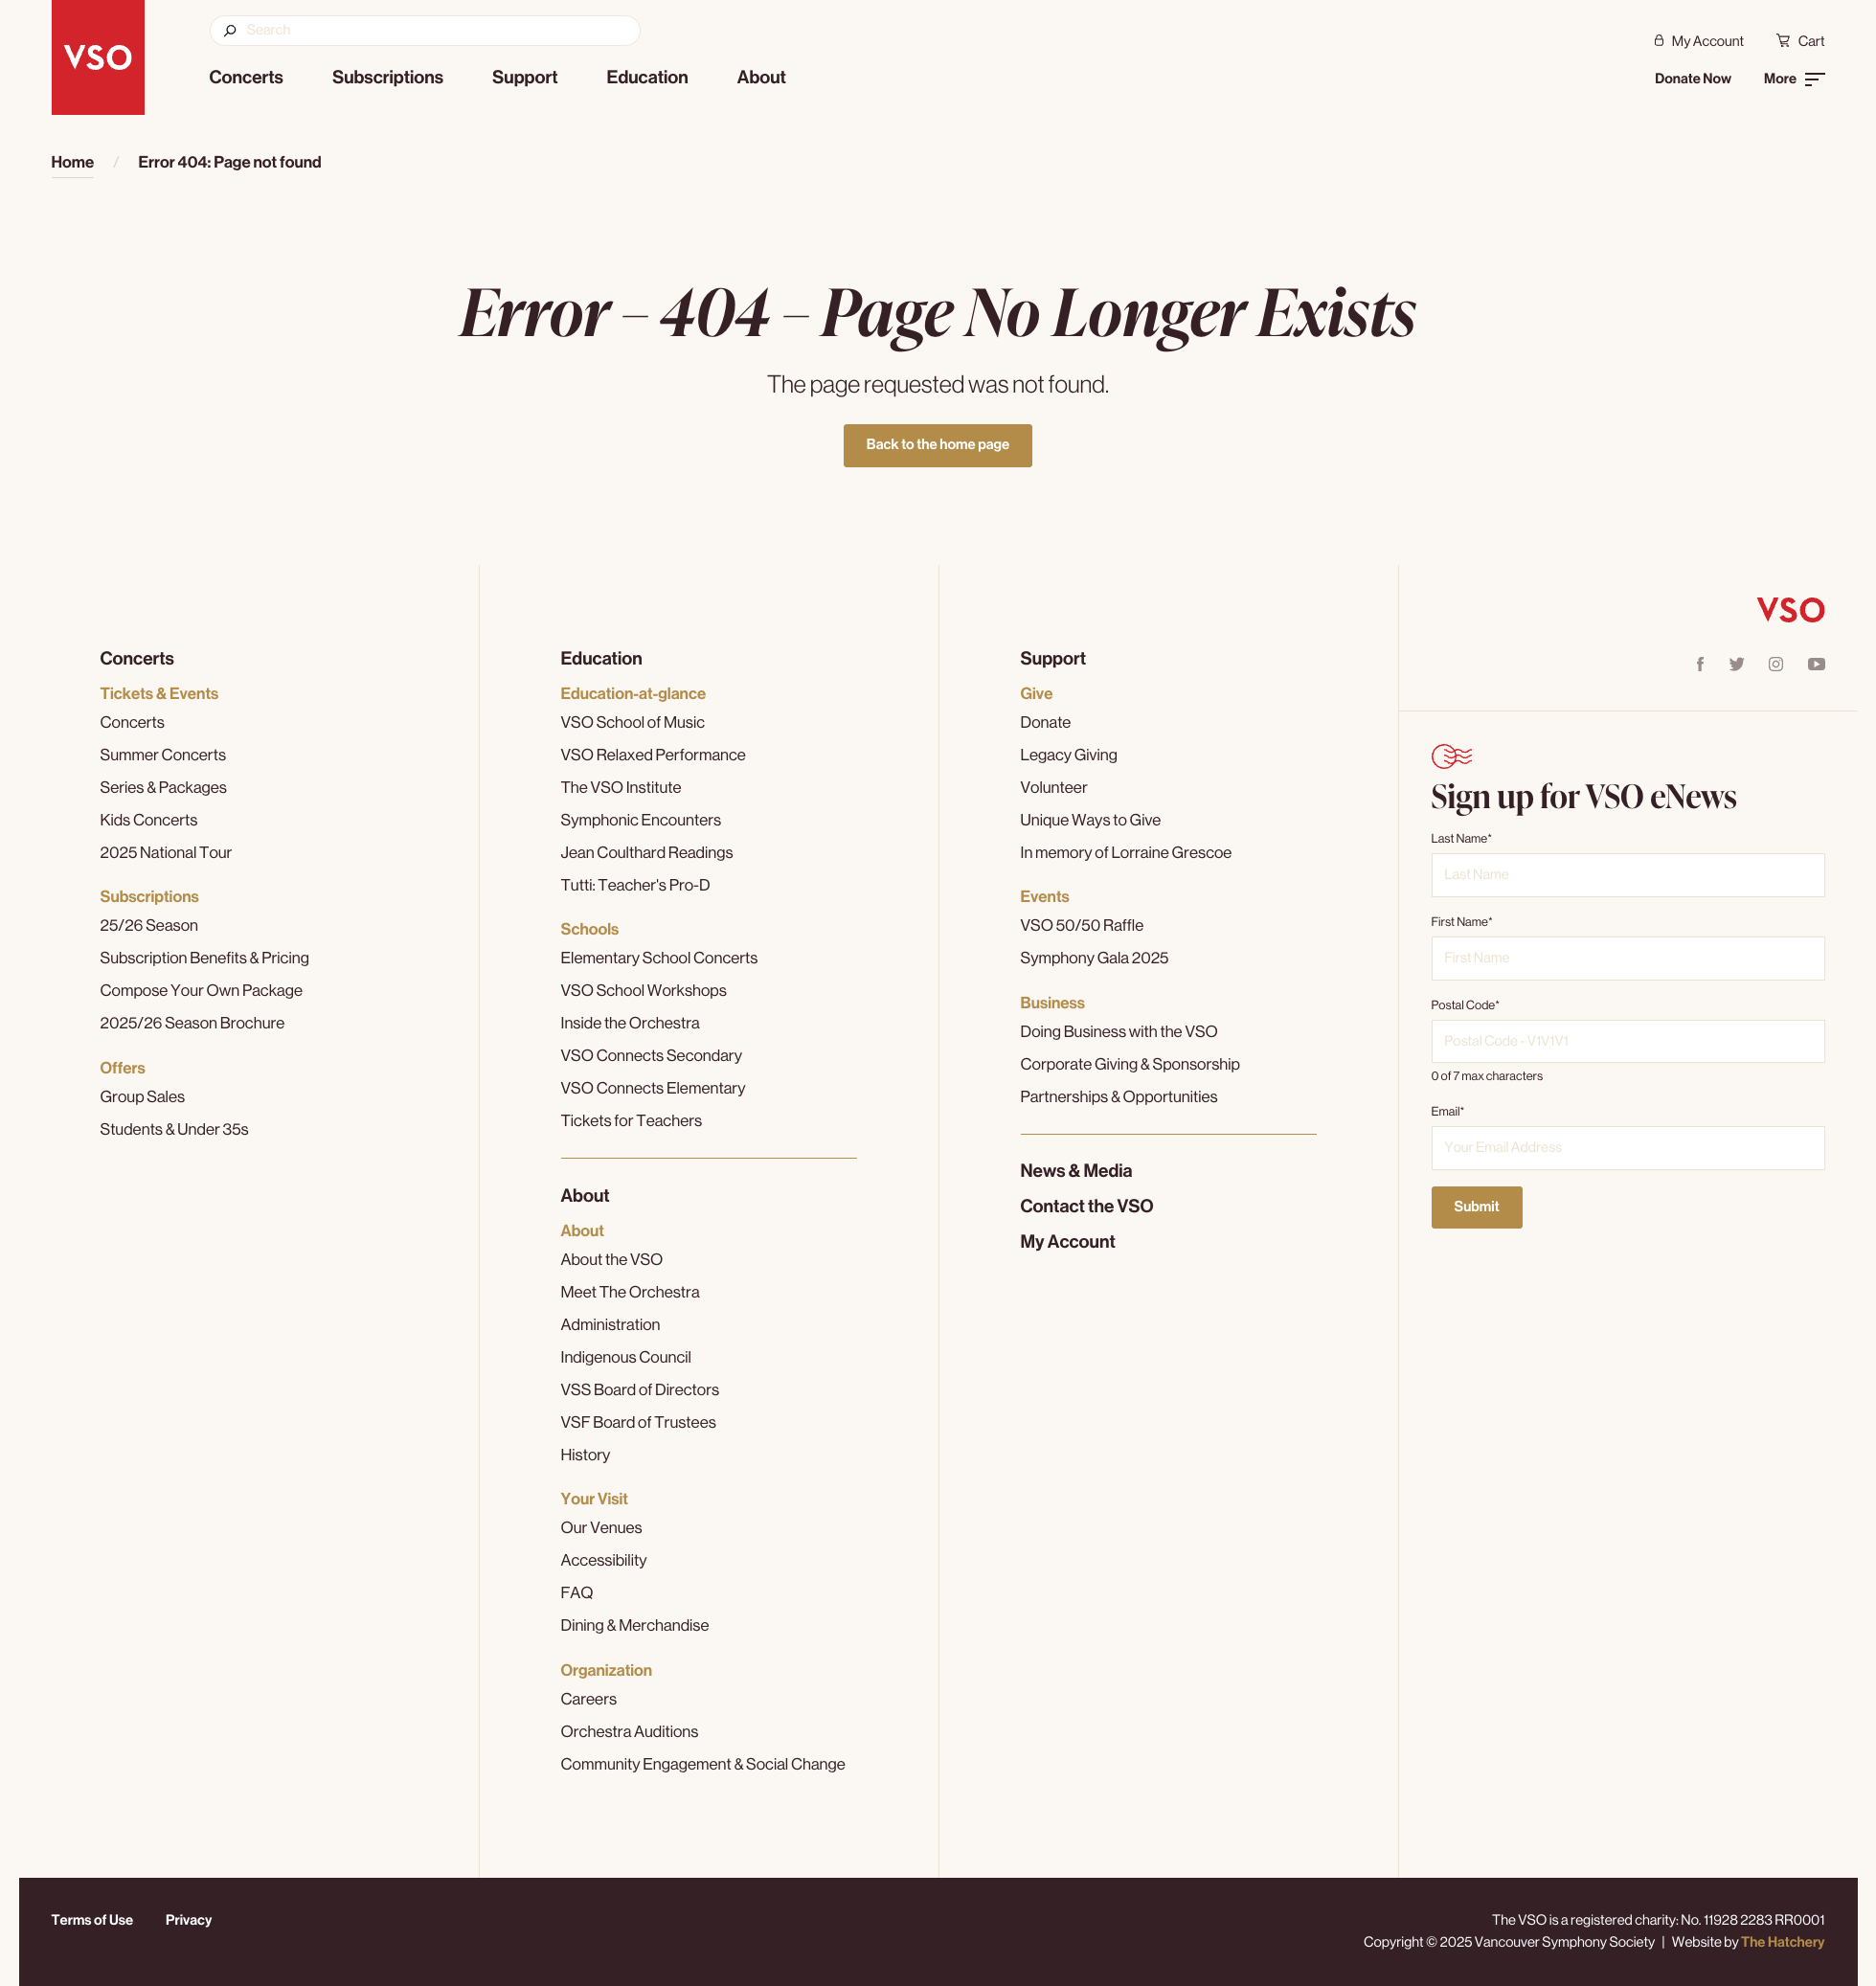 VSO
Search
My Account
Cart
Concerts
Subscriptions
Support
Education
About
Donate Now
More
Home / Error 404: Page not found
Error – 404 – Page No Longer Exists
The page requested was not found.
Back to the home page
Concerts
Tickets & Events
Concerts
Summer Concerts
Series & Packages
Kids Concerts
2025 National Tour
Subscriptions
25/26 Season
Subscription Benefits & Pricing
Compose Your Own Package
2025/26 Season Brochure
Offers
Group Sales
Students & Under 35s
Education
Education-at-glance
VSO School of Music
VSO Relaxed Performance
The VSO Institute
Symphonic Encounters
Jean Coulthard Readings
Tutti: Teacher's Pro-D
Schools
Elementary School Concerts
VSO School Workshops
Inside the Orchestra
VSO Connects Secondary
VSO Connects Elementary
Tickets for Teachers
About
About
About the VSO
Meet The Orchestra
Administration
Indigenous Council
VSS Board of Directors
VSF Board of Trustees
History
Your Visit
Our Venues
Accessibility
FAQ
Dining & Merchandise
Organization
Careers
Orchestra Auditions
Community Engagement & Social Change
Support
Give
Donate
Legacy Giving
Volunteer
Unique Ways to Give
In memory of Lorraine Grescoe
Events
VSO 50/50 Raffle
Symphony Gala 2025
Business
Doing Business with the VSO
Corporate Giving & Sponsorship
Partnerships & Opportunities
News & Media
Contact the VSO
My Account
VSO
Sign up for VSO eNews
Last Name*
Last Name
First Name*
First Name
Postal Code*
Postal Code - V1V1V1
0 of 7 max characters
Email*
Your Email Address
Submit
Terms of Use
Privacy
The VSO is a registered charity: No. 11928 2283 RR0001
Copyright © 2025 Vancouver Symphony Society | Website by The Hatchery